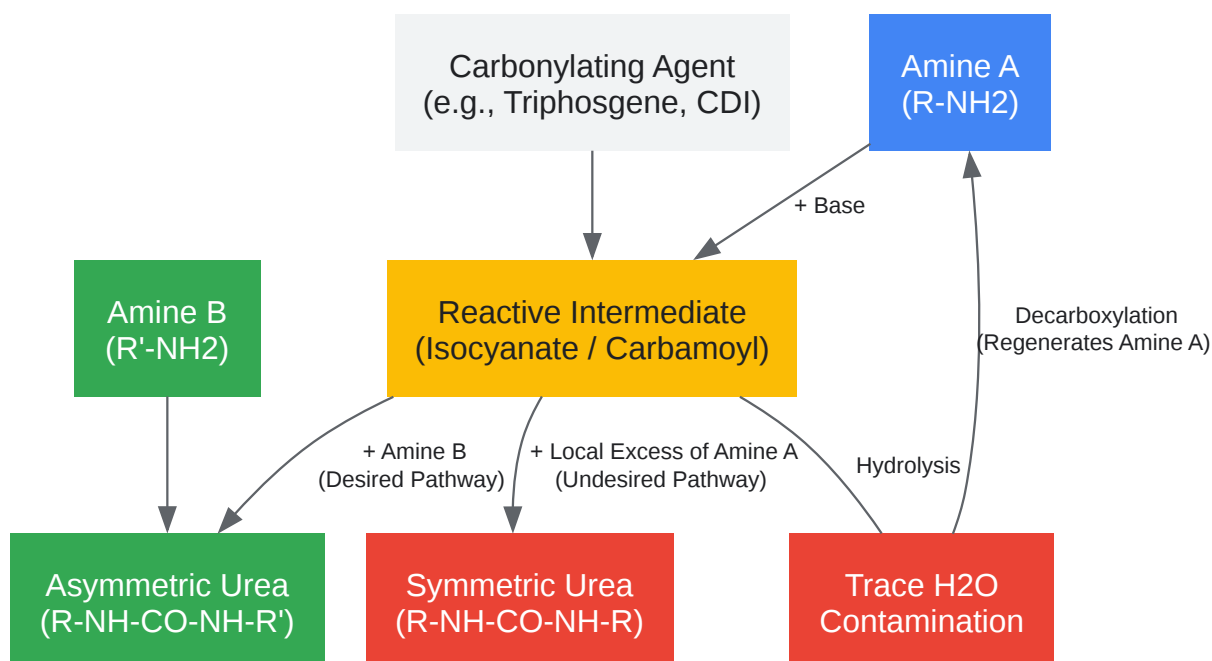 Carbonylating Agent
(e.g., Triphosgene, CDI)
Amine A
(R-NH2)
+ Base
Amine B
(R'-NH2)
Reactive Intermediate
(Isocyanate / Carbamoyl)
Decarboxylation
(Regenerates Amine A)
+ Amine B
(Desired Pathway)
+ Local Excess of Amine A
(Undesired Pathway)
Hydrolysis
Asymmetric Urea
(R-NH-CO-NH-R')
Symmetric Urea
(R-NH-CO-NH-R)
Trace H2O
Contamination